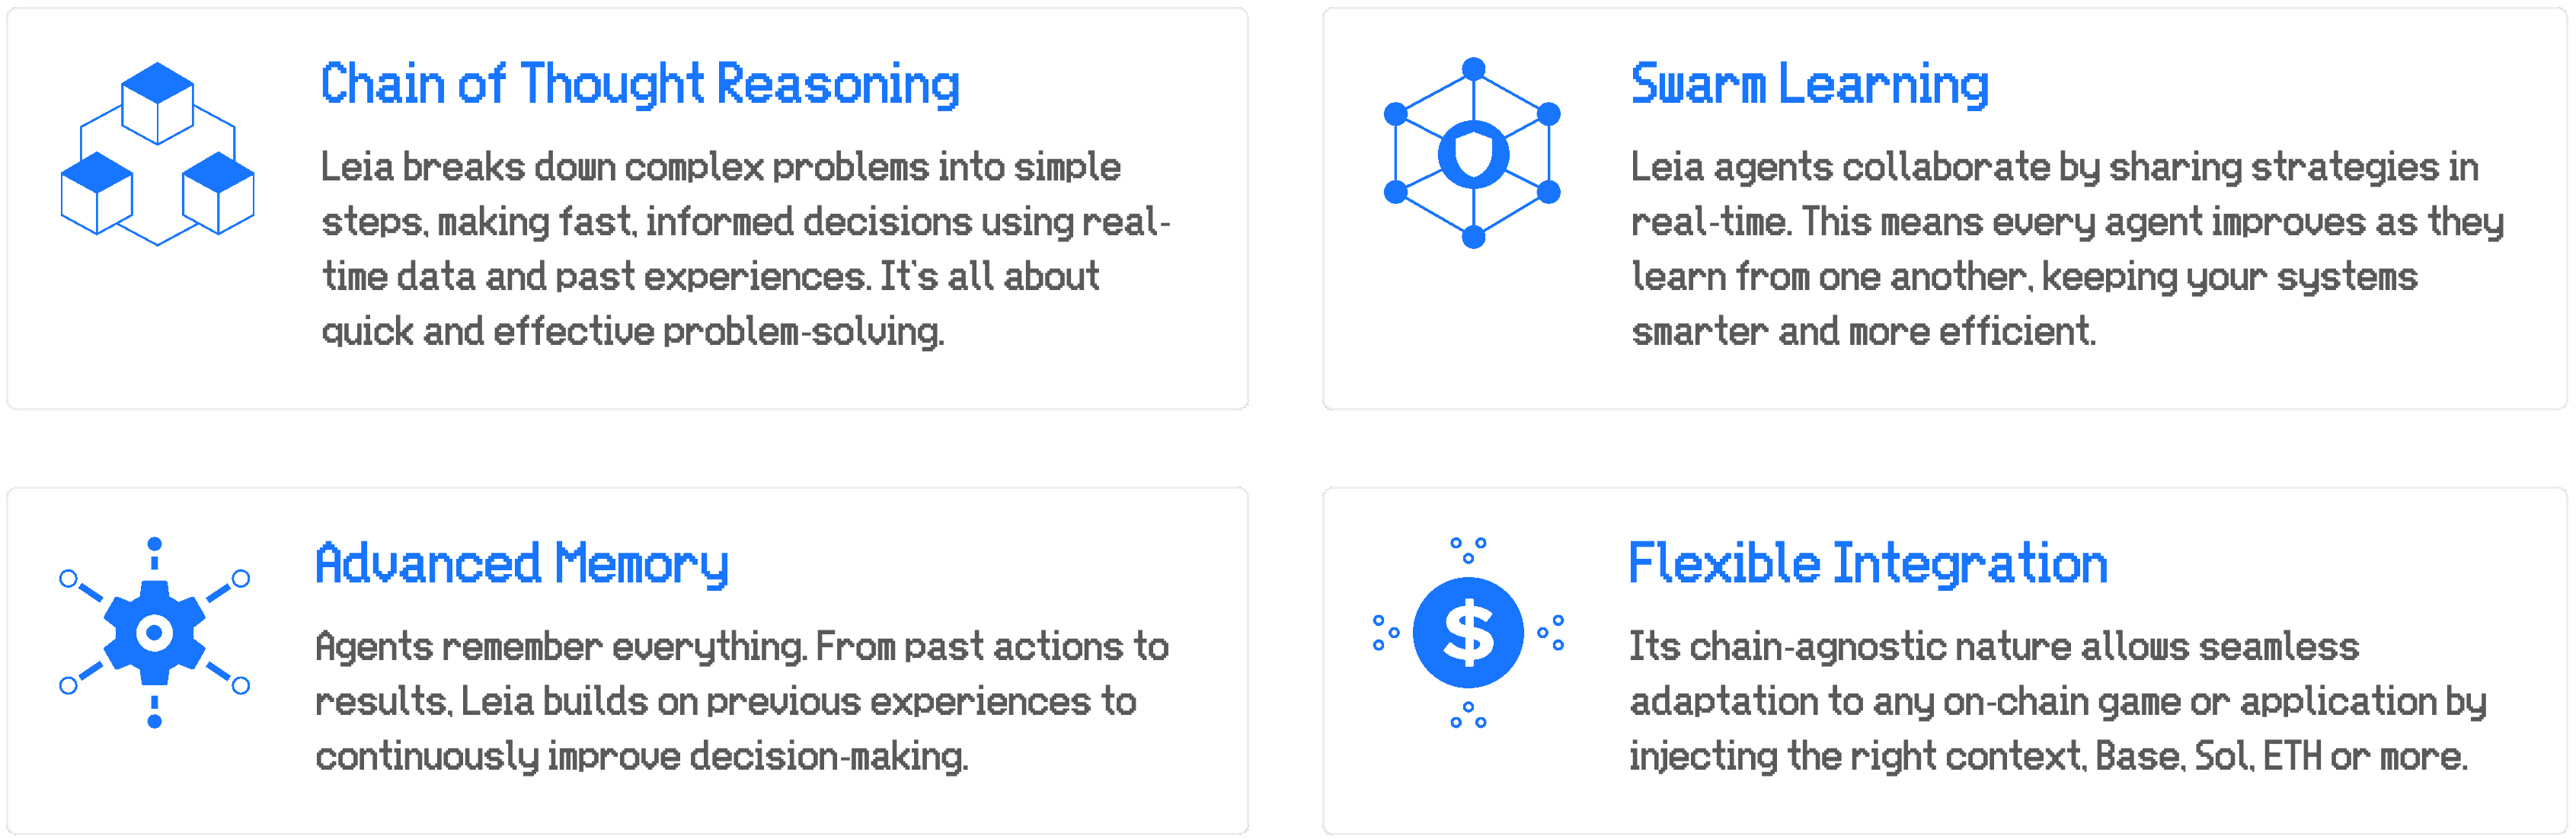 Chain of Thought Reasoning
Leia breaks down complex problems into simple
steps, making fast, informed decisions using real-
time data and past experiences. It's all about
quick and effective problem-solving.
Swarm Learning
Leia agents collaborate by sharing strategies in
real-time. This means every agent improves as they
learn from one another, keeping your systems
smarter and more efficient.
Advanced Memory
Agents remember everything. From past actions to
results, Leia builds on previous experiences to
continuously improve decision-making.
$
Flexible Integration
Its chain-agnostic nature allows seamless
adaptation to any on-chain game or application by
injecting the right context, Base, Sol, ETH or more.